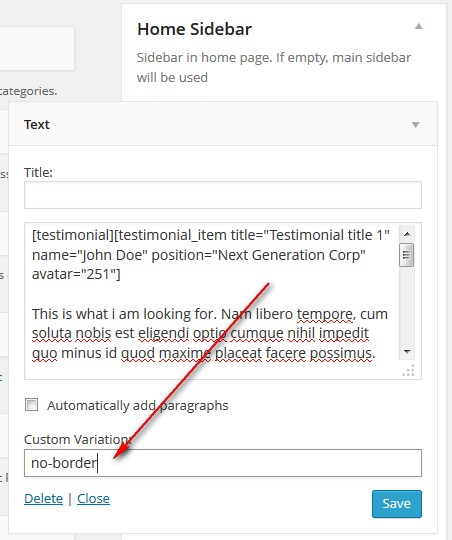 Home Sidebar
Sidebar in home page. If empty, main sidebar
will be used
categories.
Text
Title:
[testimonial][testimonial_item title="Testimonial title 1"
name="John Doe" position="Next Generation Corp"
avatar="251"]
This is what i am looking for. Nam libero tempore, cum
soluta nobis est eligendi optio cumque nihil impedit
quo minus id quod maxime placeat facere possimus.
Automatically add paragraphs
Custom Variation:
no-border
Delete | Close
Save